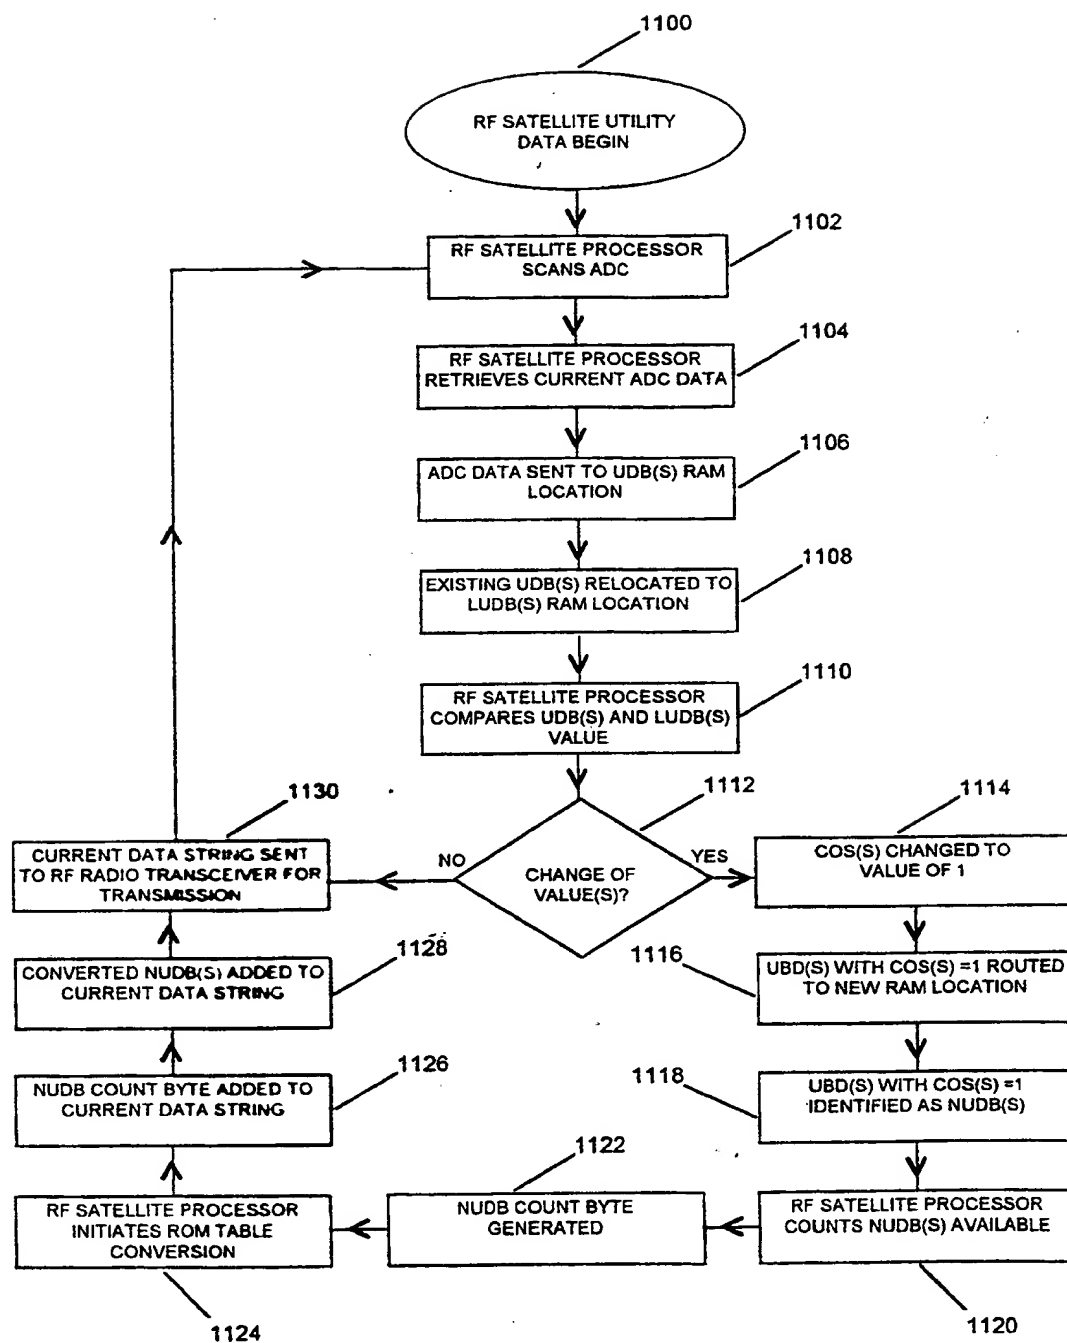 1100
RF SATELLITE UTILITY
DATA BEGIN
1102
RF SATELLITE PROCESSOR
SCANS ADC
1104
RF SATELLITE PROCESSOR
RETRIEVES CURRENT ADC DATA
1106
ADC DATA SENT TO UDB(S) RAM
LOCATION
1108
EXISTING UDB(S) RELOCATED TO
LUDB(S) RAM LOCATION
1110
RF SATELLITE PROCESSOR
COMPARES UDB(S) AND LUDB(S)
VALUE
1112
CHANGE OF
VALUE(S)?
NO
YES
1114
COS(S) CHANGED TO
VALUE OF 1
1116
UBD(S) WITH COS(S) =1 ROUTED
TO NEW RAM LOCATION
1118
UBD(S) WITH COS(S) =1
IDENTIFIED AS NUDB(S)
RF SATELLITE PROCESSOR
COUNTS NUDB(S) AVAILABLE
1120
1122
NUDB COUNT BYTE
GENERATED
RF SATELLITE PROCESSOR
INITIATES ROM TABLE
CONVERSION
1124
1126
NUDB COUNT BYTE ADDED TO
CURRENT DATA STRING
1128
CONVERTED NUDB(S) ADDED TO
CURRENT DATA STRING
1130
CURRENT DATA STRING SENT
TO RF RADIO TRANSCEIVER FOR
TRANSMISSION